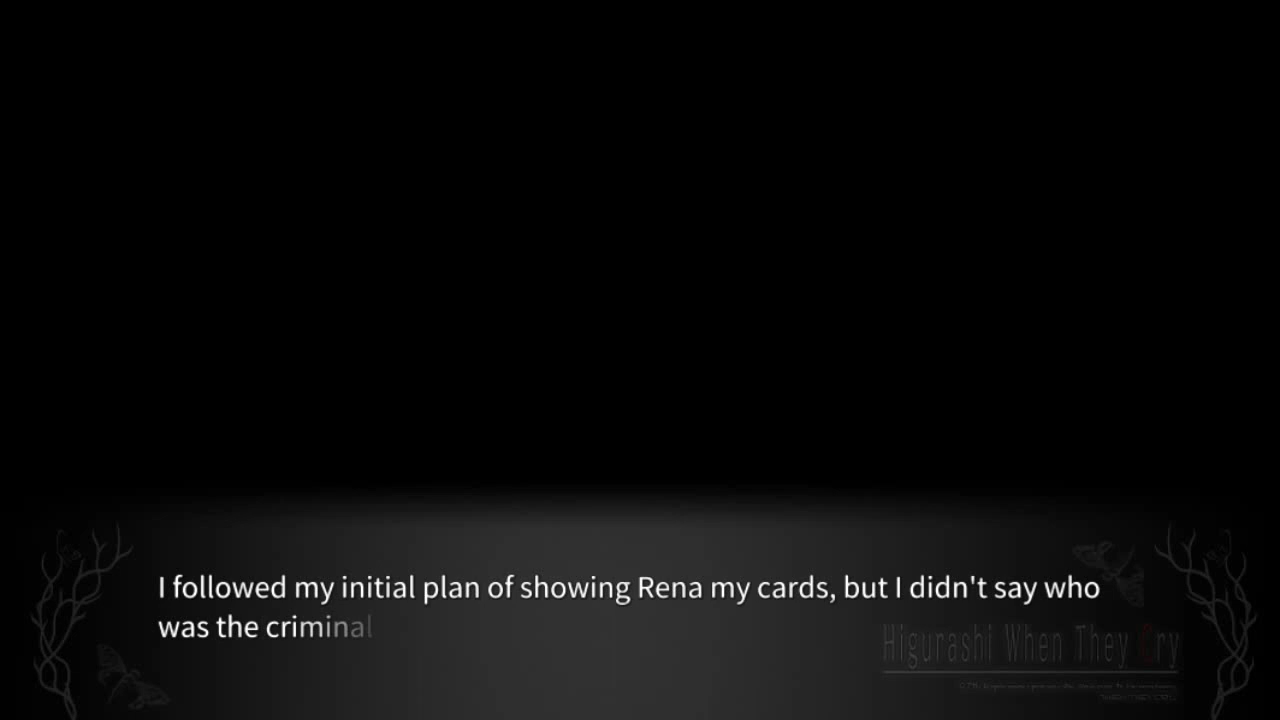 I followed my initial plan of showing Rena my cards, but I didn't say who
was the criminal
Higurashi When They Cry